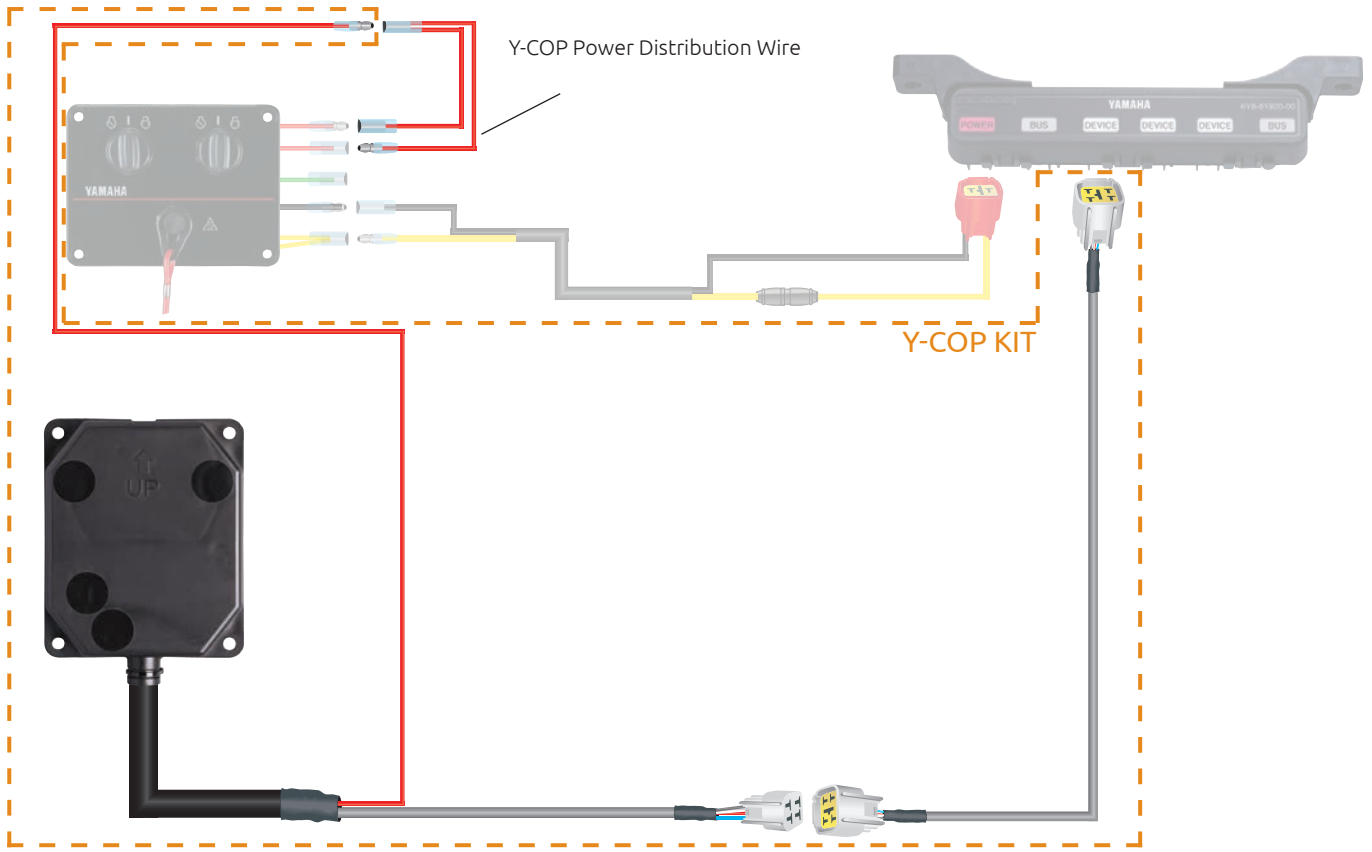 Y-COP Power Distribution Wire
YAMAHA
POWER
BUS
DEVICE
DEVICE
DEVICE
BUS
YAMAHA
Y-COP KIT
UP